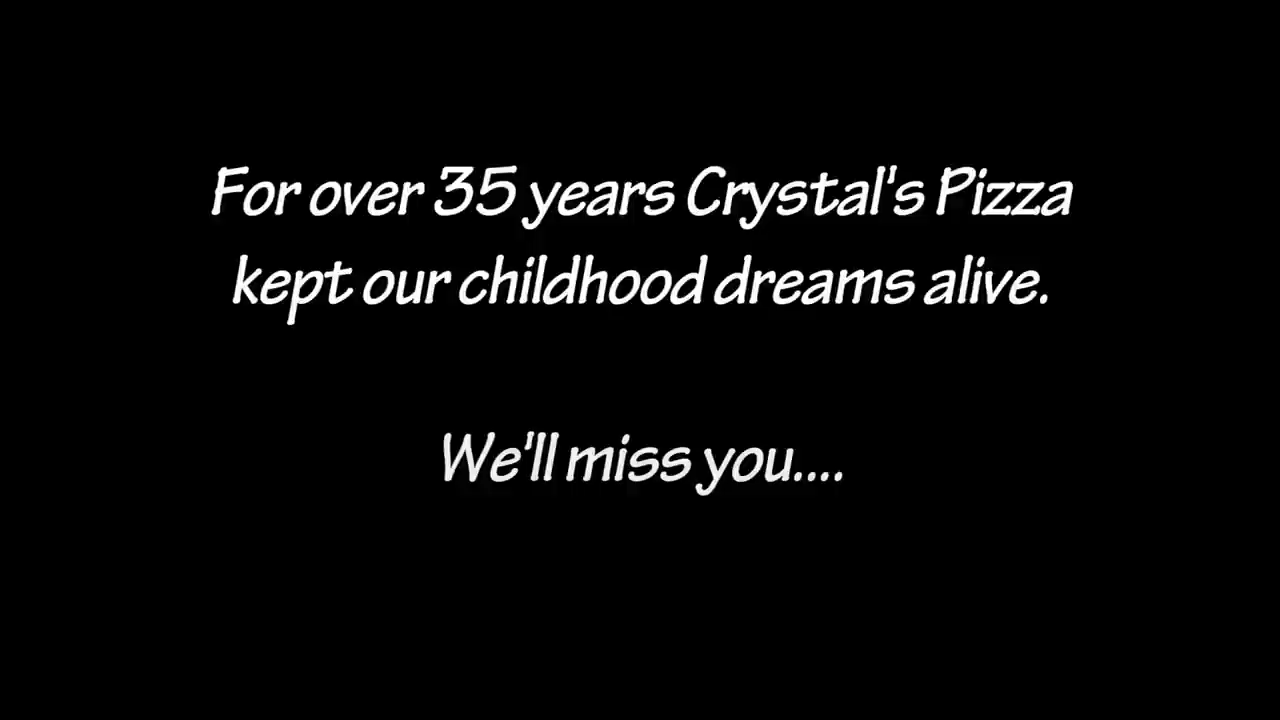 For over 35 years Crystal's Pizza
kept our childhood dreams alive.
We'll miss you....